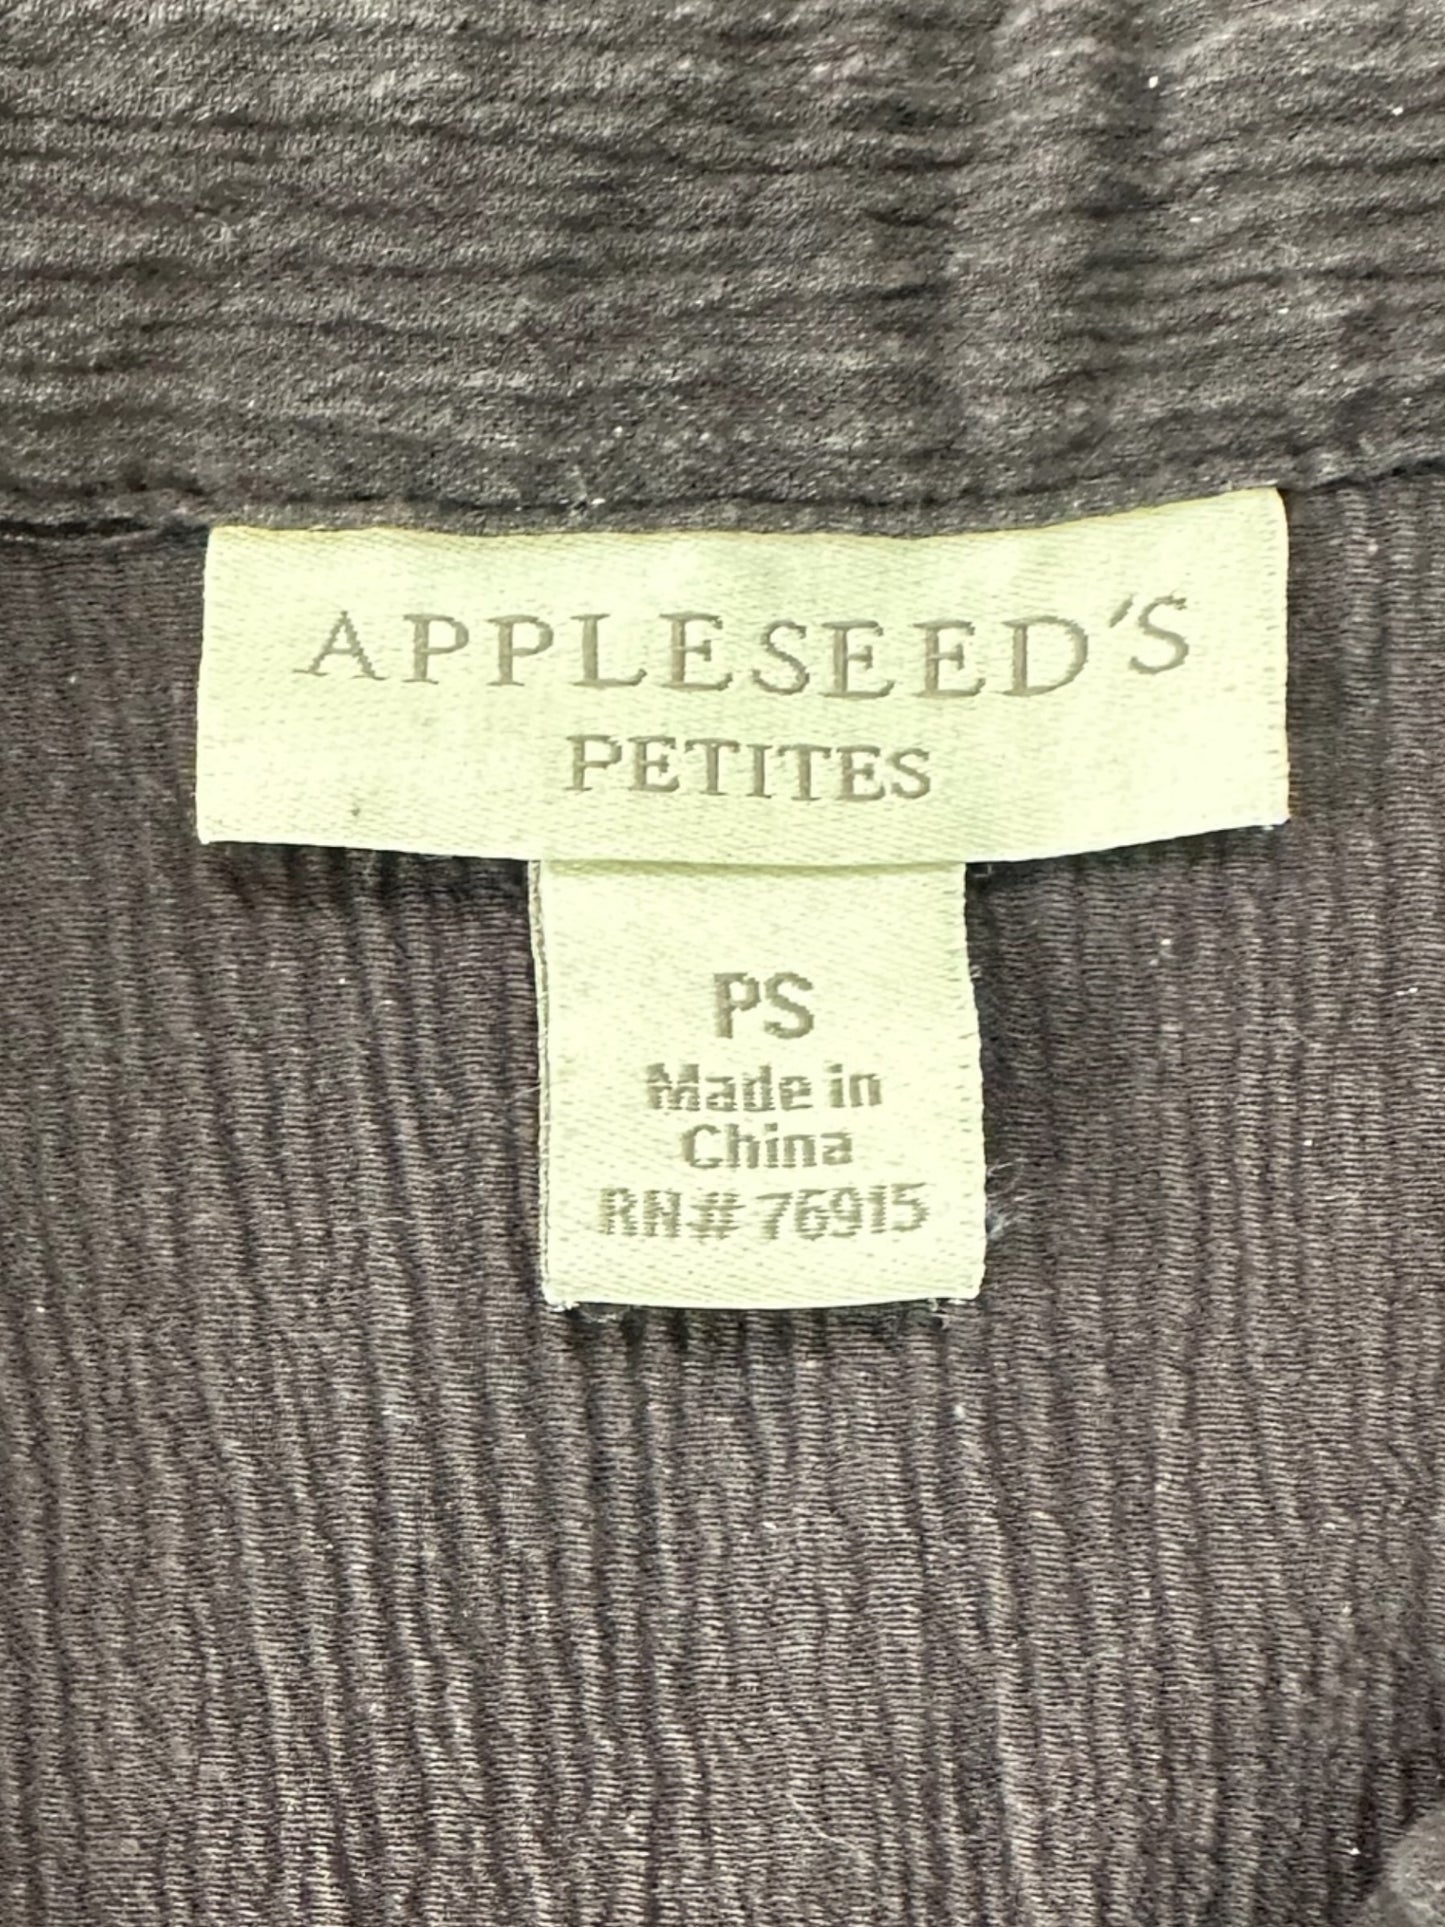 APPLESEED'S
PETITES
PS
Made in
China
RN# 76915